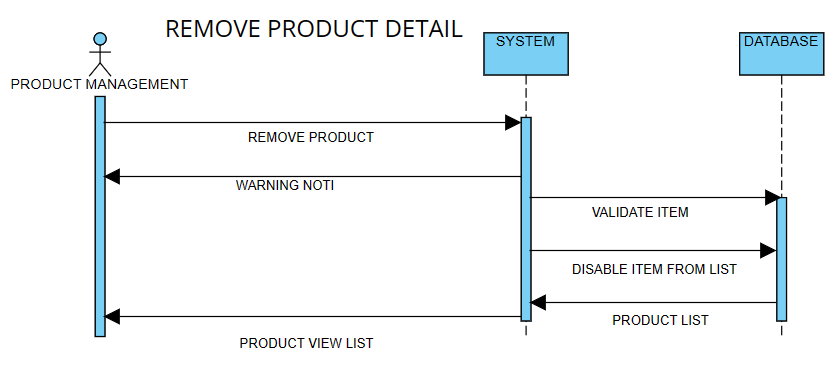 REMOVE PRODUCT DETAIL
SYSTEM
DATABASE
PRODUCT MANAGEMENT
REMOVE PRODUCT
WARNING NOTI
VALIDATE ITEM
DISABLE ITEM FROM LIST
PRODUCT LIST
PRODUCT VIEW LIST